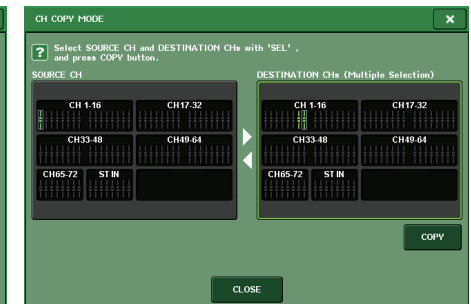 CH COPY MODE
Select SOURCE CH and DESTINATION CHs with 'SEL' ,
and press COPY button.
SOURCE CH
DESTINATION CHs (Multiple Selection)
CH 1-16 CH17-32
CH33-48 CH49-64
CH65-72 ST IN
CH 1-16 CH17-32
CH33-48 CH49-64
CH65-72 ST IN
COPY
CLOSE